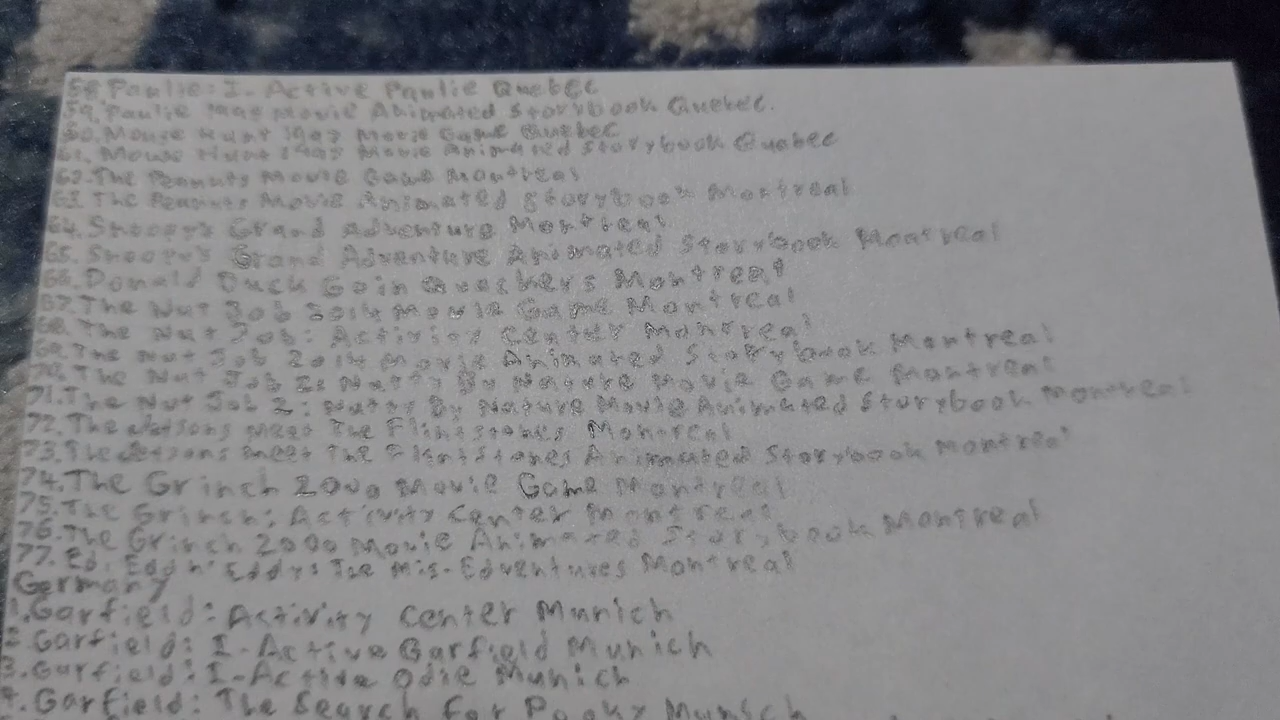 58. Paulie: I-Active Paulie Quebec
59. Paulie 1998 Movie Animated Storybook Quebec.
60. Mouse Hunt 1997 Movie Game Quebec
61. Mouse Hunt 1997 Movie Animated Storybook Quebec
62. The Peanuts Movie Game Montreal
63. The Peanuts Movie Animated Storybook Montreal
64. Snoopy's Grand Adventure Montreal
65. Snoopy's Grand Adventure Animated Storybook Montreal
66. Donald Duck Goin Quackers Montreal
67. The Nut Job 2014 Movie Game Montreal
68. The Nut Job: Activity Center Montreal
69. The Nut Job 2014 Movie Animated Storybook Montreal
70. The Nut Job 2: Nutty By Nature Movie Game Montreal
71. The Nut Job 2: Nutty By Nature Movie Animated Storybook Montreal
72. The Jetsons Meet The Flintstones Montreal
73. The Jetsons Meet The Flintstones Animated Storybook Montreal
74. The Grinch 2000 Movie Game Montreal
75. The Grinch: Activity Center Montreal
76. The Grinch 2000 Movie Animated Storybook Montreal
77. Ed, Edd n' Eddy: The Mis-Edventures Montreal
Germany
1. Garfield: Activity Center Munich
2. Garfield: I-Active Garfield Munich
3. Garfield: I-Active Odie Munich
4. Garfield: The Search For Pooky Munich